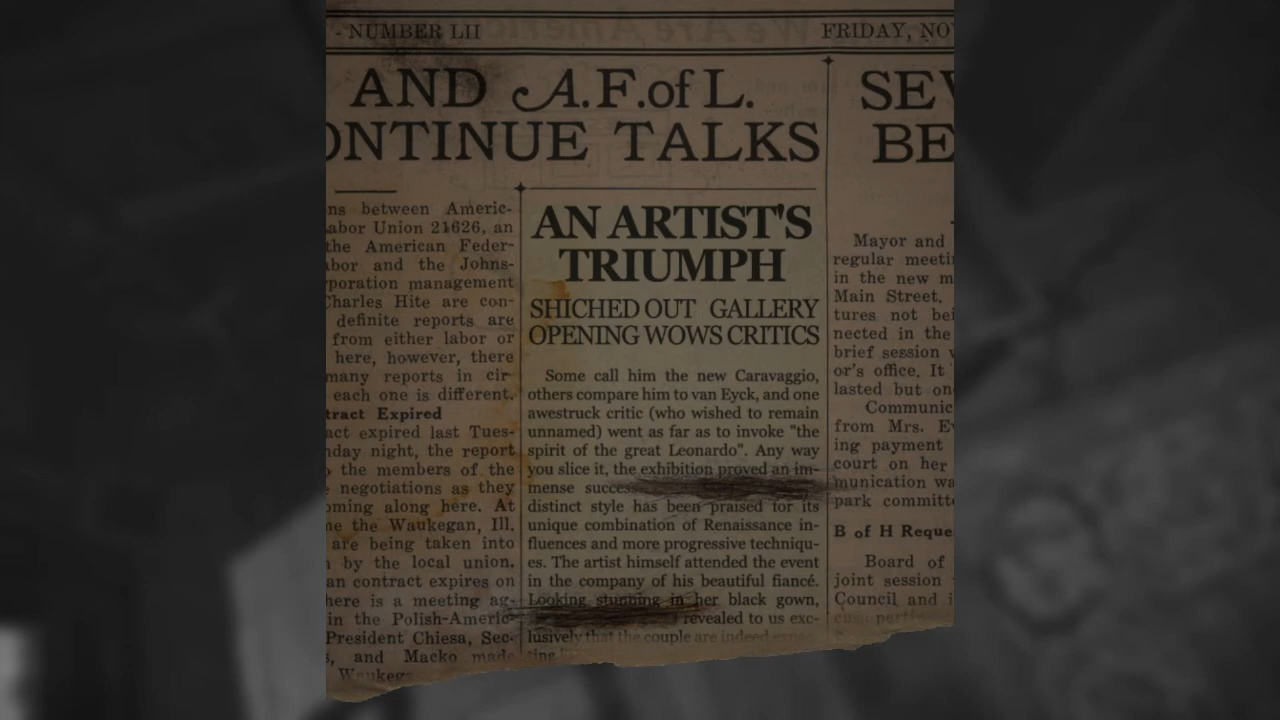 - NUMBER LII
FRIDAY, NO
AND A.F.of L.
ONTINUE TALKS
SE
BE
ns between Americ-
abor Union 21626, an
the American Feder-
bor and the Johns-
poration management
Charles Hite are con-
definite reports are
from either labor or
here, however, there
many reports in cir-
each one is different.
tract Expired
act expired last Tues-
day night, the report
the members of the
negotiations as they
oming along here. At
the Waukegan, Ill.
are being taken into
by the local union.
an contract expires on
here is a meeting ag-
in the Polish-Americ-
President Chiesa, Sec-
and Macko made
AN ARTIST'S
TRIUMPH
SHICHED OUT GALLERY
OPENING WOWS CRITICS
Some call him the new Caravaggio,
others compare him to van Eyck, and one
awestruck critic (who wished to remain
unnamed) went as far as to invoke "the
spirit of the great Leonardo". Any way
you slice it, the exhibition proved an im-
mense succes
distinct style has been praised for its
unique combination of Renaissance in-
fluences and more progressive techniqu-
es. The artist himself attended the event
in the company of his beautiful fiancé.
Looking stunning in her black gown,
revealed to us exc-
lusively that the couple are indeed expec-
ting
Mayor and
regular meeti
in the new m
Main Street.
tures not bei
nected in the
brief session
or's office. It
lasted but on
Communic
from Mrs. E
ing payment
court on her
munication wa
park committe
B of H Reque
Board of
joint session
Council and i